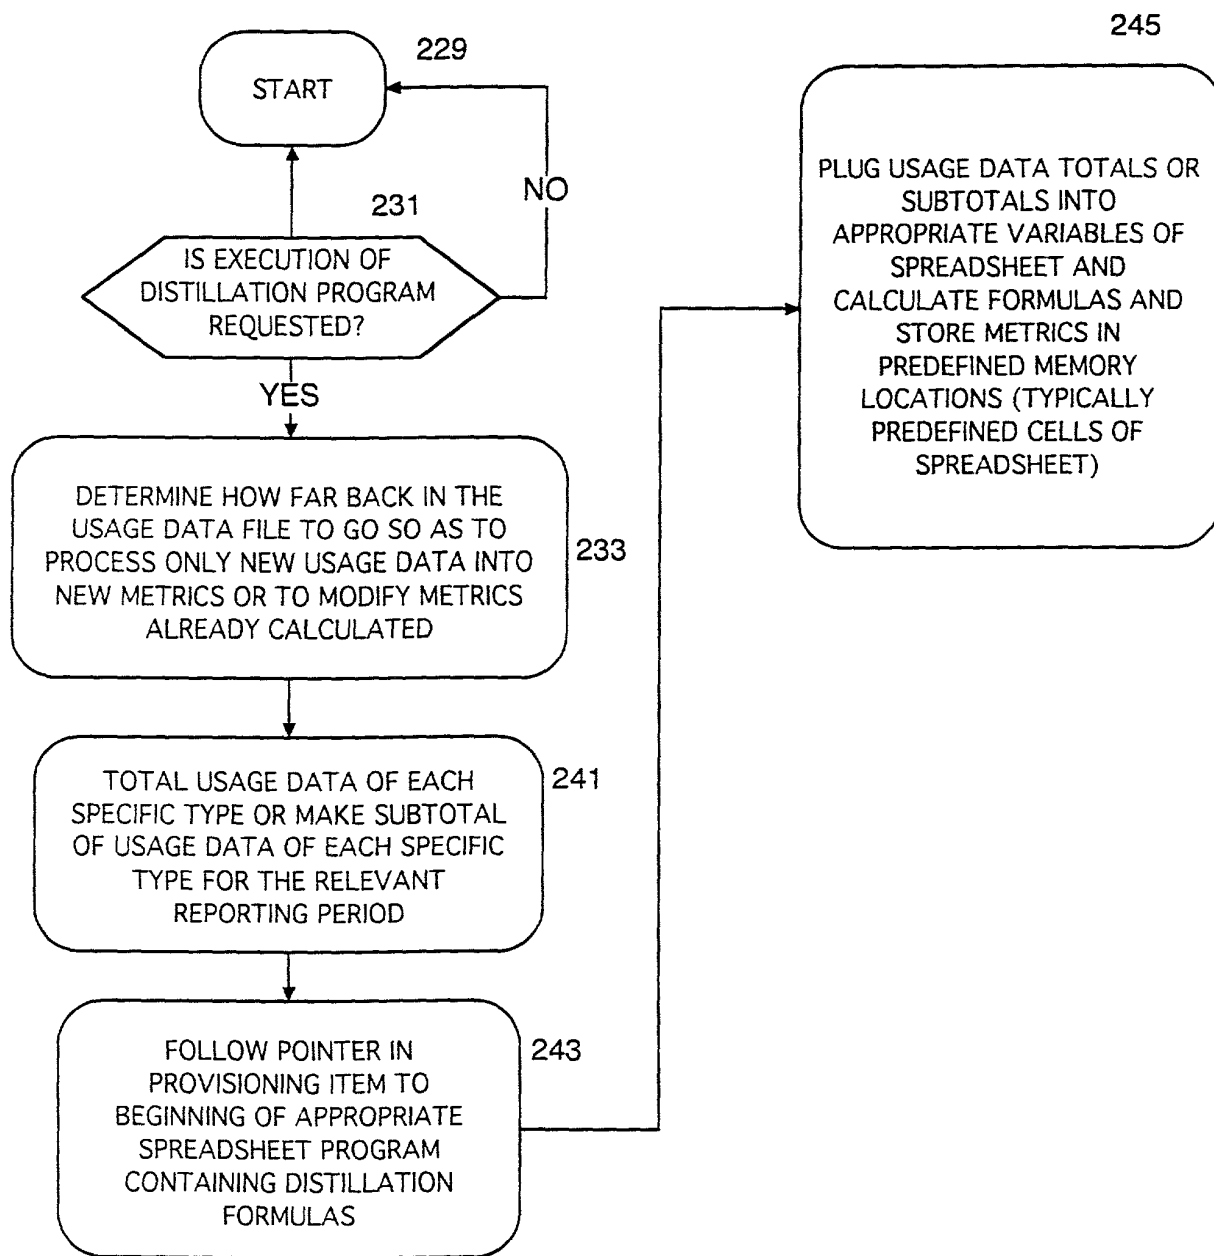 229
START
NO
231
IS EXECUTION OF
DISTILLATION PROGRAM
REQUESTED?
YES
DETERMINE HOW FAR BACK IN THE
USAGE DATA FILE TO GO SO AS TO
PROCESS ONLY NEW USAGE DATA INTO
NEW METRICS OR TO MODIFY METRICS
ALREADY CALCULATED
233
TOTAL USAGE DATA OF EACH
SPECIFIC TYPE OR MAKE SUBTOTAL
OF USAGE DATA OF EACH SPECIFIC
TYPE FOR THE RELEVANT
REPORTING PERIOD
241
FOLLOW POINTER IN
PROVISIONING ITEM TO
BEGINNING OF APPROPRIATE
SPREADSHEET PROGRAM
CONTAINING DISTILLATION
FORMULAS
243
245
PLUG USAGE DATA TOTALS OR
SUBTOTALS INTO
APPROPRIATE VARIABLES OF
SPREADSHEET AND
CALCULATE FORMULAS AND
STORE METRICS IN
PREDEFINED MEMORY
LOCATIONS (TYPICALLY
PREDEFINED CELLS OF
SPREADSHEET)